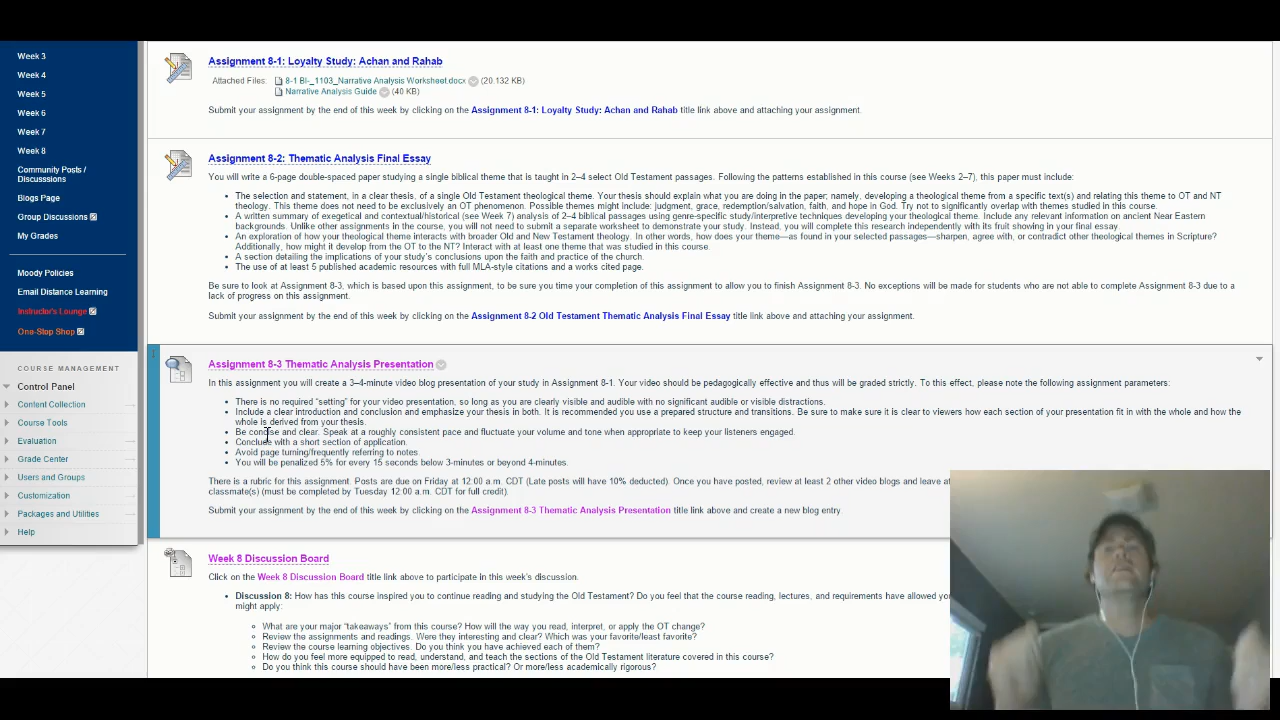 Week 3
Week 4
Week 5
Week 6
Week 7
Week 8
Community Posts /
Discusssions
Blogs Page
Group Discussions
My Grades
Moody Policies
Email Distance Learning
Instructor's Lounge
One-Stop Shop
COURSE MANAGEMENT
Control Panel
Content Collection
Course Tools
Evaluation
Grade Center
Users and Groups
Customization
Packages and Utilities
Help
Assignment 8-1: Loyalty Study: Achan and Rahab
Attached Files: 8-1 BI-_1103_Narrative Analysis Worksheet.docx (20.132 KB)
Narrative Analysis Guide (40 KB)
Submit your assignment by the end of this week by clicking on the Assignment 8-1: Loyalty Study: Achan and Rahab title link above and attaching your assignment.
Assignment 8-2: Thematic Analysis Final Essay
You will write a 6-page double-spaced paper studying a single biblical theme that is taught in 2–4 select Old Testament passages. Following the patterns established in this course (see Weeks 2–7), this paper must include:
The selection and statement, in a clear thesis, of a single Old Testament theological theme. Your thesis should explain what you are doing in the paper; namely, developing a theological theme from a specific text(s) and relating this theme to OT and NT
theology. This theme does not need to be exclusively an OT phenomenon. Possible themes might include: judgment, grace, redemption/salvation, faith, and hope in God. Try not to significantly overlap with themes studied in this course.
A written summary of exegetical and contextual/historical (see Week 7) analysis of 2–4 biblical passages using genre-specific study/interpretive techniques developing your theological theme. Include any relevant information on ancient Near Eastern
backgrounds. Unlike other assignments in the course, you will not need to submit a separate worksheet to demonstrate your study. Instead, you will complete this research independently with its fruit showing in your final essay.
An exploration of how your theological theme interacts with broader Old and New Testament theology. In other words, how does your theme—as found in your selected passages—sharpen, agree with, or contradict other theological themes in Scripture?
Additionally, how might it develop from the OT to the NT? Interact with at least one theme that was studied in this course.
A section detailing the implications of your study's conclusions upon the faith and practice of the church.
The use of at least 5 published academic resources with full MLA-style citations and a works cited page.
Be sure to look at Assignment 8-3, which is based upon this assignment, to be sure you time your completion of this assignment to allow you to finish Assignment 8-3. No exceptions will be made for students who are not able to complete Assignment 8-3 due to a
lack of progress on this assignment.
Submit your assignment by the end of this week by clicking on the Assignment 8-2 Old Testament Thematic Analysis Final Essay title link above and attaching your assignment.
Assignment 8-3 Thematic Analysis Presentation
In this assignment you will create a 3–4-minute video blog presentation of your study in Assignment 8-1. Your video should be pedagogically effective and thus will be graded strictly. To this effect, please note the following assignment parameters:
There is no required "setting" for your video presentation, so long as you are clearly visible and audible with no significant audible or visible distractions.
Include a clear introduction and conclusion and emphasize your thesis in both. It is recommended you use a prepared structure and transitions. Be sure to make sure it is clear to viewers how each section of your presentation fit in with the whole and how the
whole is derived from your thesis.
Be concise and clear. Speak at a roughly consistent pace and fluctuate your volume and tone when appropriate to keep your listeners engaged.
Conclude with a short section of application.
Avoid page turning/frequently referring to notes.
You will be penalized 5% for every 15 seconds below 3-minutes or beyond 4-minutes.
There is a rubric for this assignment. Posts are due on Friday at 12:00 a.m. CDT (Late posts will have 10% deducted). Once you have posted, review at least 2 other video blogs and leave at
classmate(s) (must be completed by Tuesday 12:00 a.m. CDT for full credit).
Submit your assignment by the end of this week by clicking on the Assignment 8-3 Thematic Analysis Presentation title link above and create a new blog entry.
Week 8 Discussion Board
Click on the Week 8 Discussion Board title link above to participate in this week's discussion.
Discussion 8: How has this course inspired you to continue reading and studying the Old Testament? Do you feel that the course reading, lectures, and requirements have allowed
might apply:
What are your major "takeaways" from this course? How will the way you read, interpret, or apply the OT change?
Review the assignments and readings. Were they interesting and clear? Which was your favorite/least favorite?
Review the course learning objectives. Do you think you have achieved each of them?
How do you feel more equipped to read, understand, and teach the sections of the Old Testament literature covered in this course?
Do you think this course should have been more/less practical? Or more/less academically rigorous?